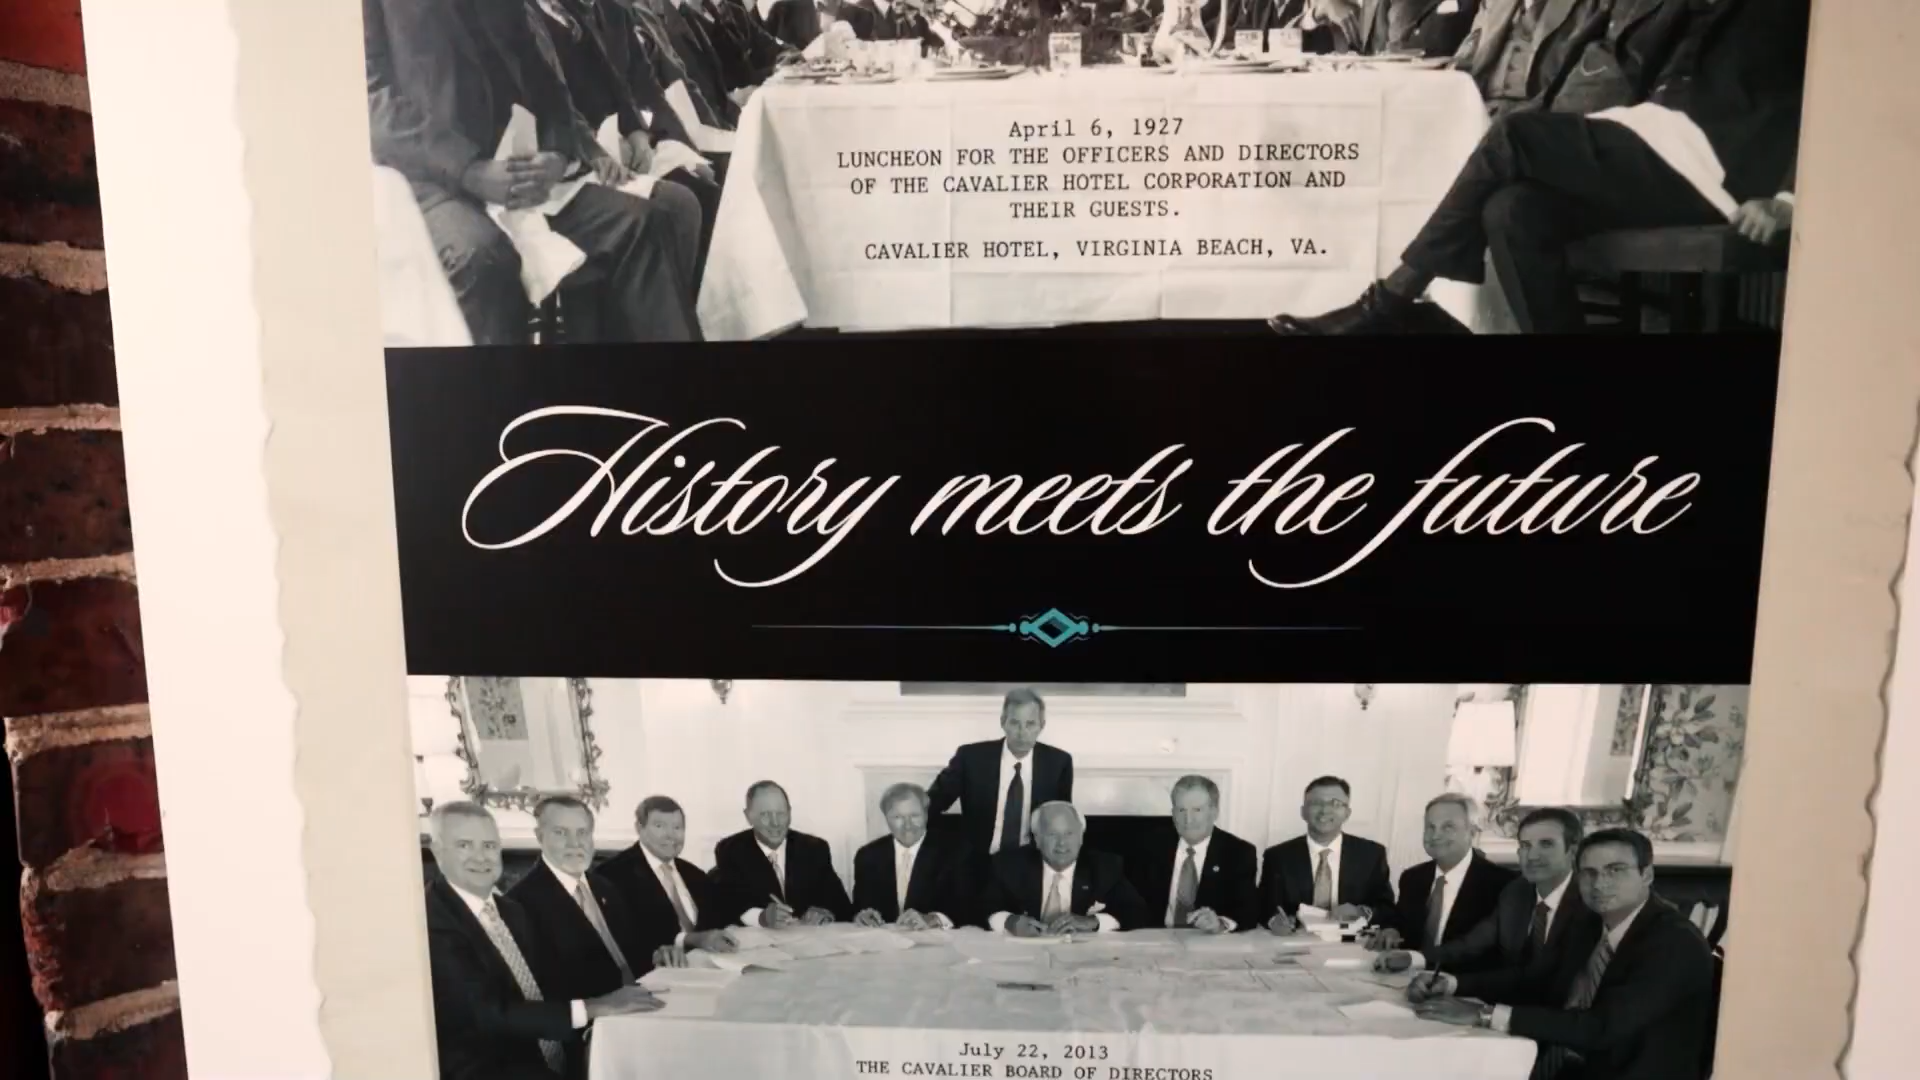 April 6, 1927
LUNCHEON FOR THE OFFICERS AND DIRECTORS
OF THE CAVALIER HOTEL CORPORATION AND
THEIR GUESTS.
CAVALIER HOTEL, VIRGINIA BEACH, VA.
History meets the future
July 22, 2013
THE CAVALIER BOARD OF DIRECTORS